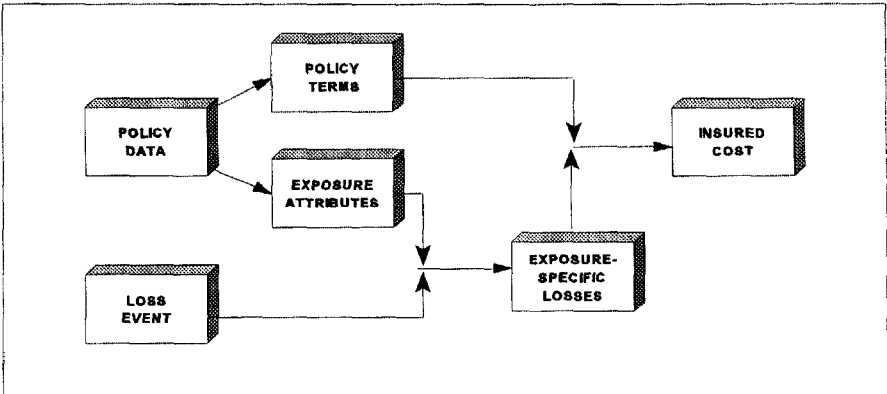 POLICY
TERMS
POLICY
DATA
INSURED
COST
EXPOSURE
ATTRIBUTES
EXPOSURE-
SPECIFIC
LOSSES
LOSS
EVENT